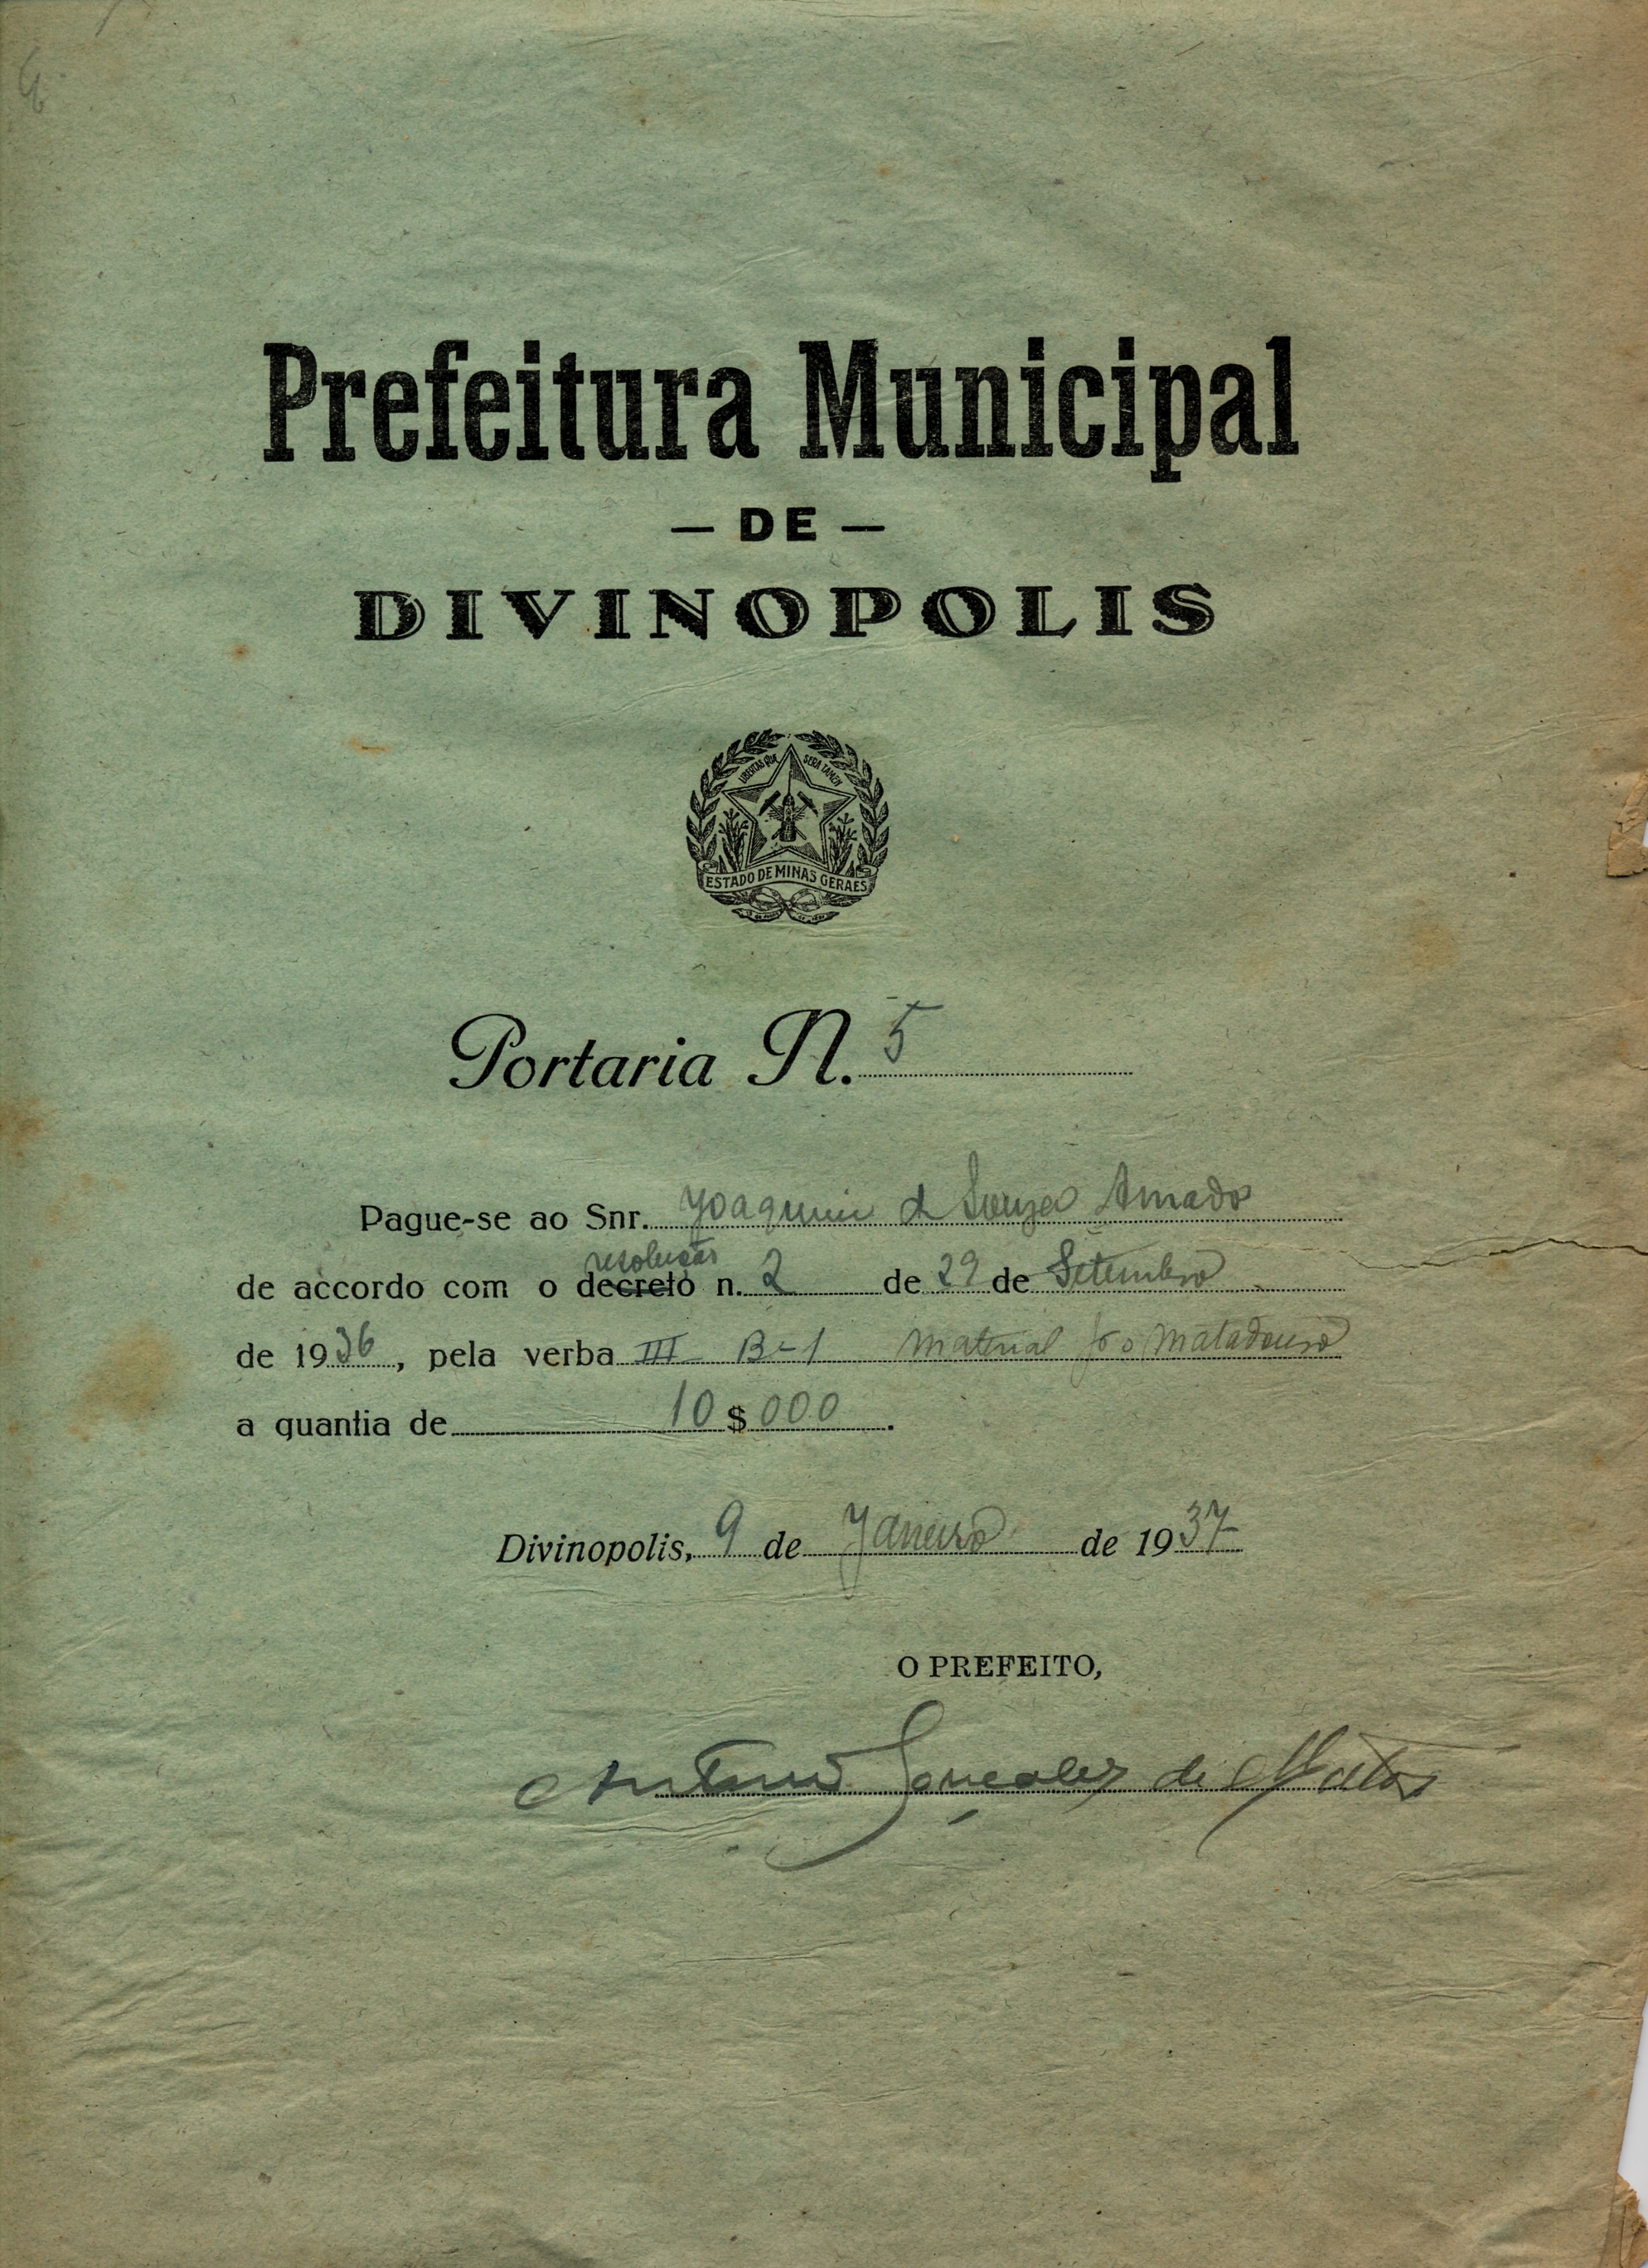 Prefeitura Municipal
— DE —
DIVINOPOLIS
LIBERTAS QUÆ SERA TAMEN
ESTADO DE MINAS GERAES
Portaria N. 5
Pague-se ao Snr. Joaquim de Souza Amado
resolução
de accordo com o decreto n. 2 de 29 de Setembro
de 1936, pela verba III B-1 Material p. o Matadouro
a quantia de 10$000.
Divinopolis, 9 de Janeiro de 1937
O PREFEITO,
Antonio Gonçalves de Matos